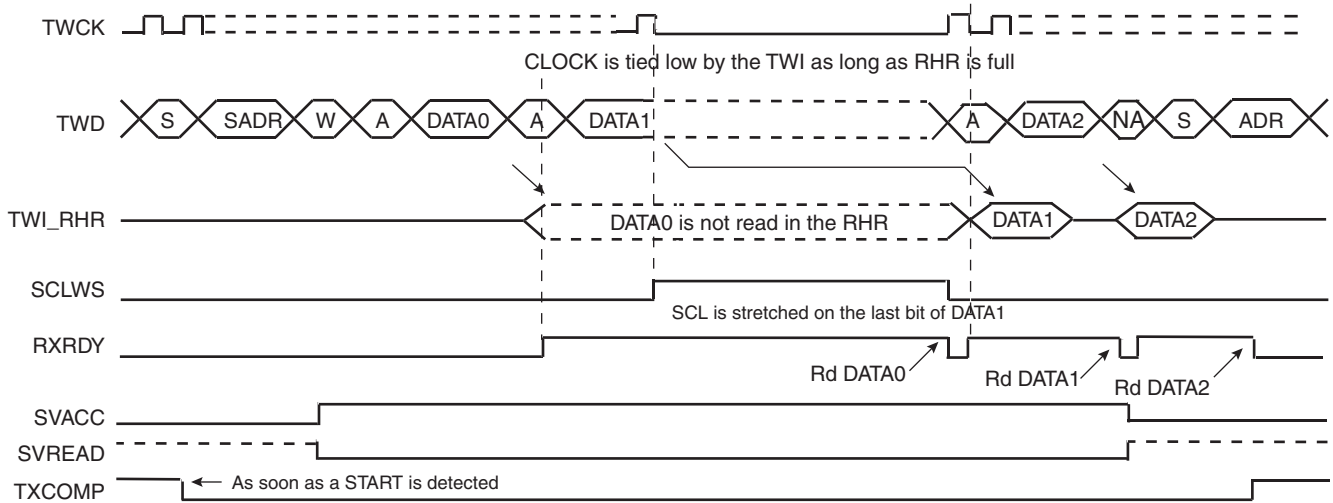 TWCK
CLOCK is tied low by the TWI as long as RHR is full
TWD S SADR W A DATA0 A DATA1 A DATA2 NA S ADR
TWI_RHR DATA0 is not read in the RHR DATA1 DATA2
SCLWS
SCL is stretched on the last bit of DATA1
RXRDY
Rd DATA0 Rd DATA1 Rd DATA2
SVACC
SVREAD
TXCOMP As soon as a START is detected